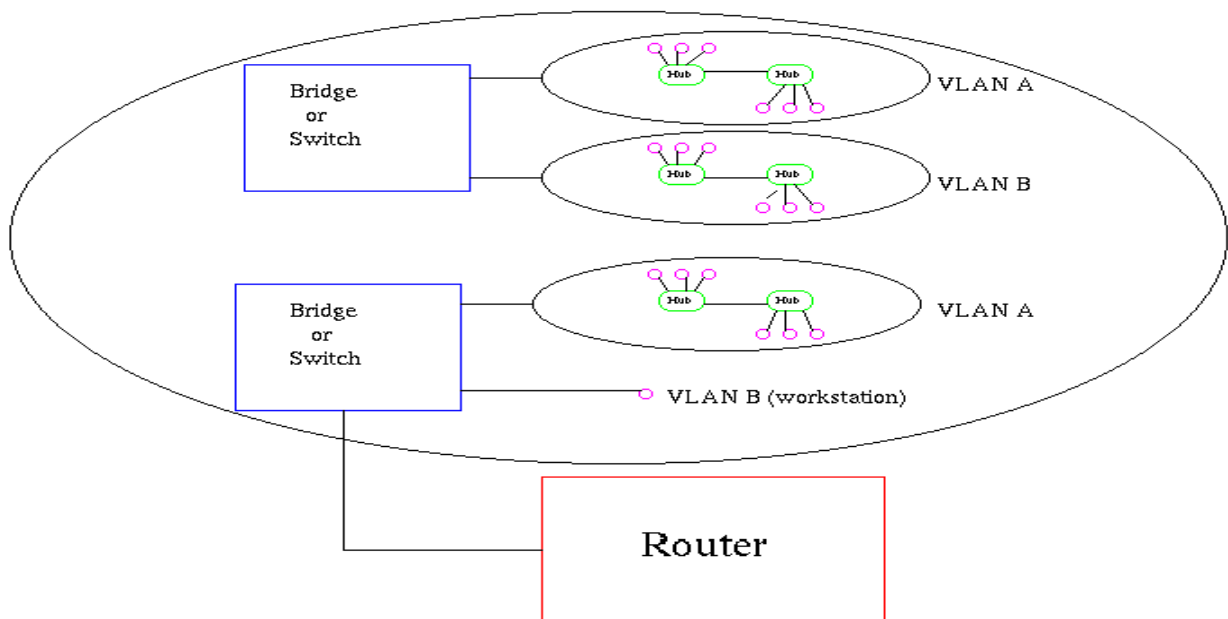 Hub
Hub
VLAN A
Bridge
or
Switch
Hub
Hub
VLAN B
Hub
Hub
VLAN A
Bridge
or
Switch
VLAN B (workstation)
Router